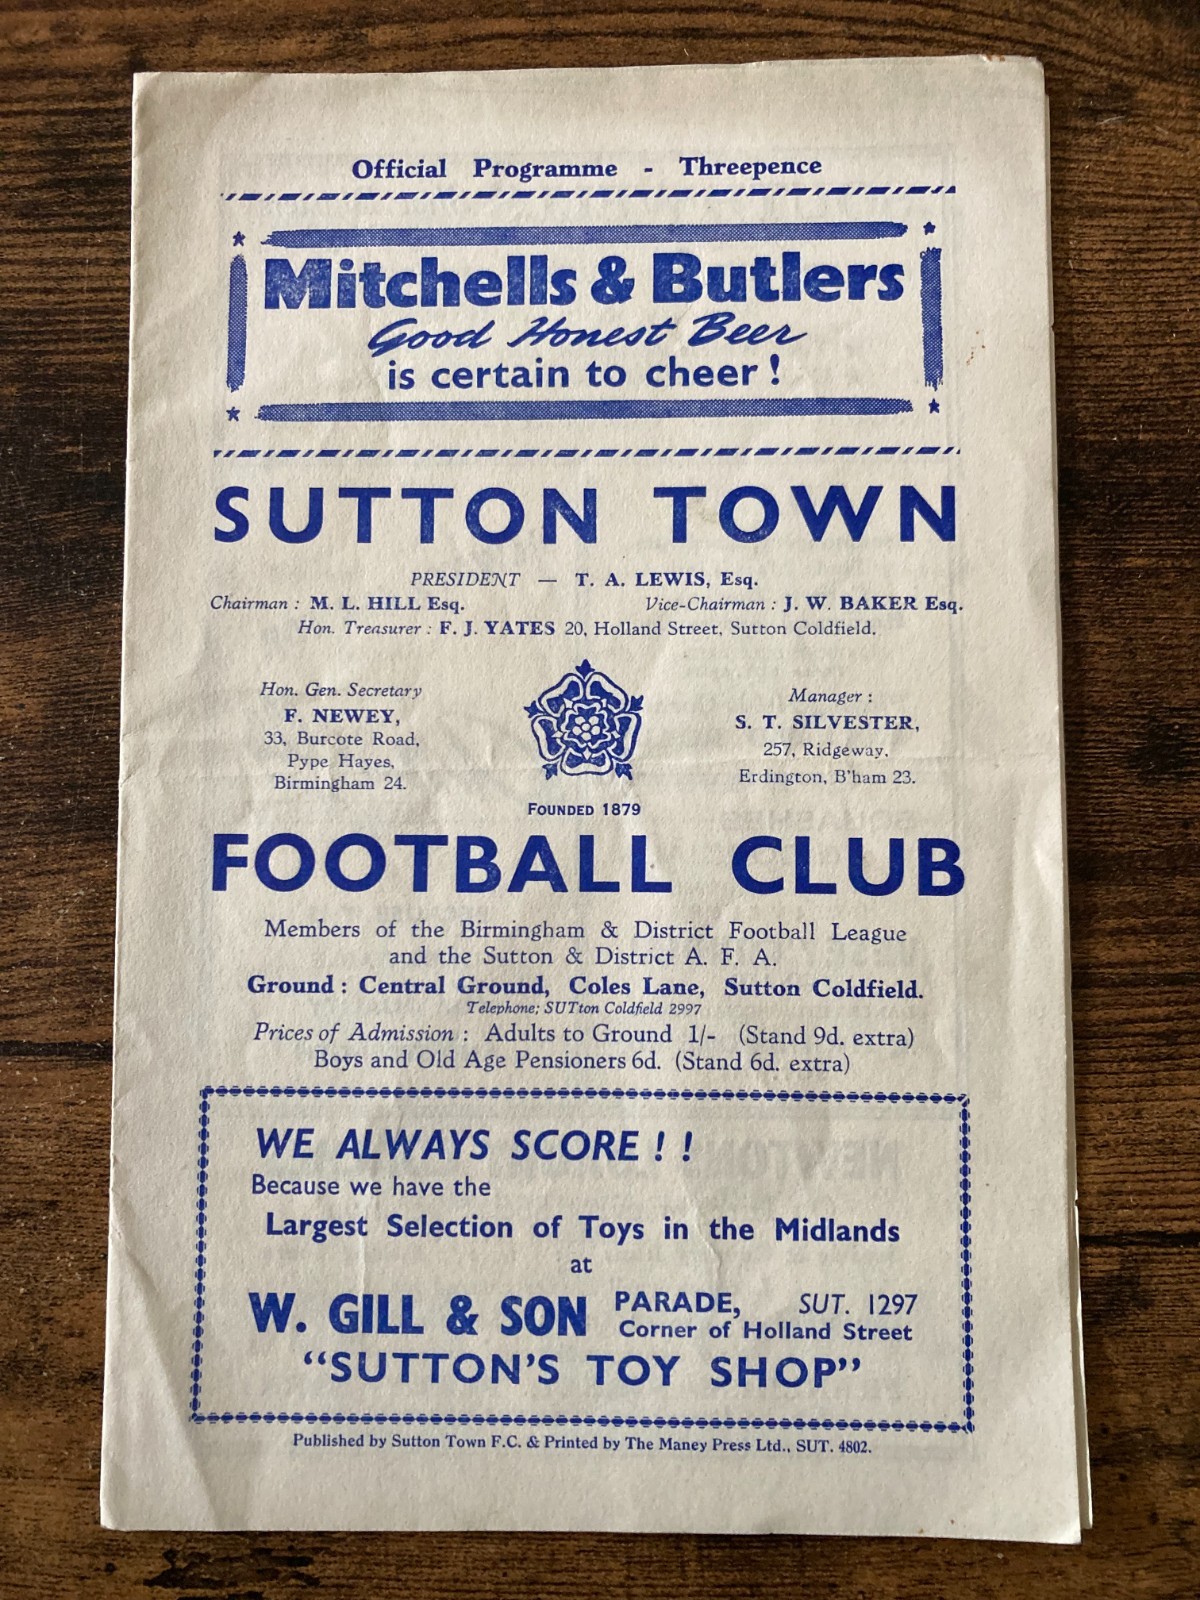 Official Programme - Threepence
Mitchells & Butlers
Good Honest Beer
is certain to cheer !
SUTTON TOWN
PRESIDENT — T. A. LEWIS, Esq.
Chairman : M. L. HILL Esq. Vice-Chairman : J. W. BAKER Esq.
Hon. Treasurer : F. J. YATES 20, Holland Street, Sutton Coldfield.
Hon. Gen. Secretary
F. NEWEY,
33, Burcote Road,
Pype Hayes,
Birmingham 24.
Manager :
S. T. SILVESTER,
257, Ridgeway,
Erdington, B'ham 23.
FOUNDED 1879
FOOTBALL CLUB
Members of the Birmingham & District Football League
and the Sutton & District A. F. A.
Ground : Central Ground, Coles Lane, Sutton Coldfield.
Telephone; SUTton Coldfield 2997
Prices of Admission : Adults to Ground 1/- (Stand 9d. extra)
Boys and Old Age Pensioners 6d. (Stand 6d. extra)
WE ALWAYS SCORE ! !
Because we have the
Largest Selection of Toys in the Midlands
at
W. GILL & SON PARADE, SUT. 1297
Corner of Holland Street
"SUTTON'S TOY SHOP"
Published by Sutton Town F.C. & Printed by The Maney Press Ltd., SUT. 4802.